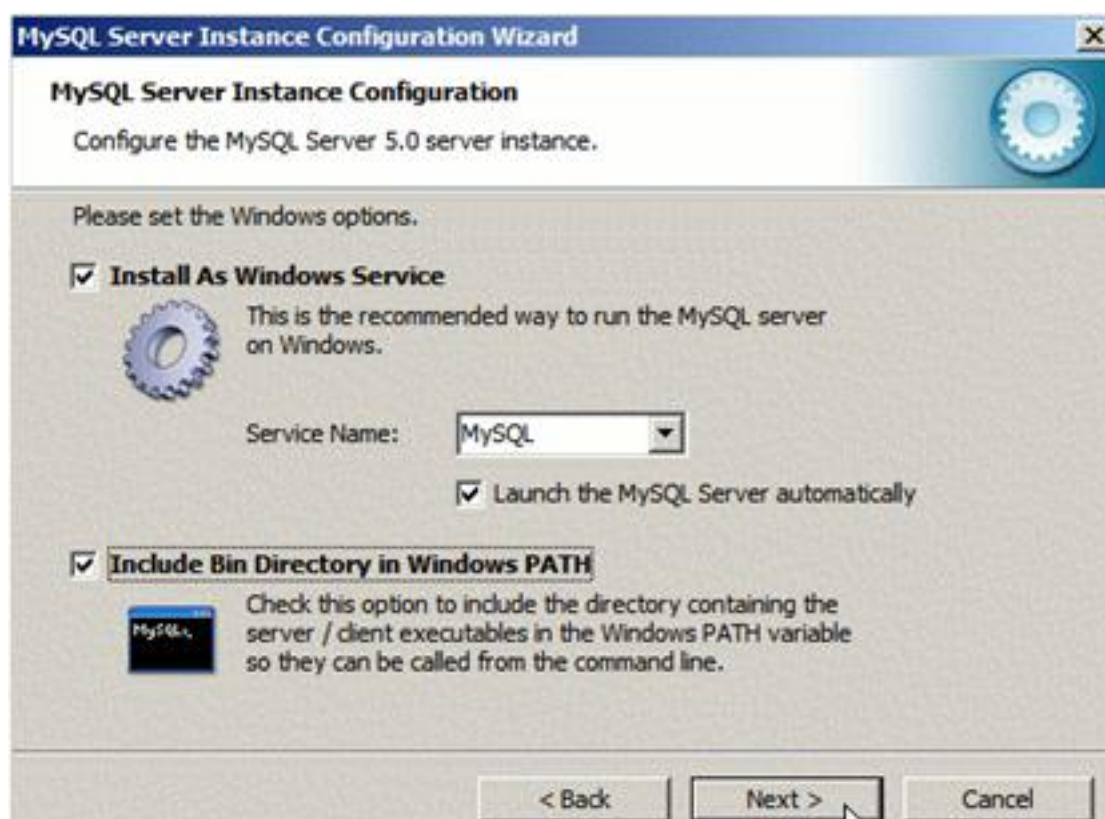 MySQL Server Instance Configuration Wizard
MySQL Server Instance Configuration
Configure the MySQL Server 5.0 server instance.
Please set the Windows options.
Install As Windows Service
This is the recommended way to run the MySQL server
on Windows.
Service Name: MySQL
Launch the MySQL Server automatically
Include Bin Directory in Windows PATH
Check this option to include the directory containing the
server / client executables in the Windows PATH variable
so they can be called from the command line.
< Back Next > Cancel